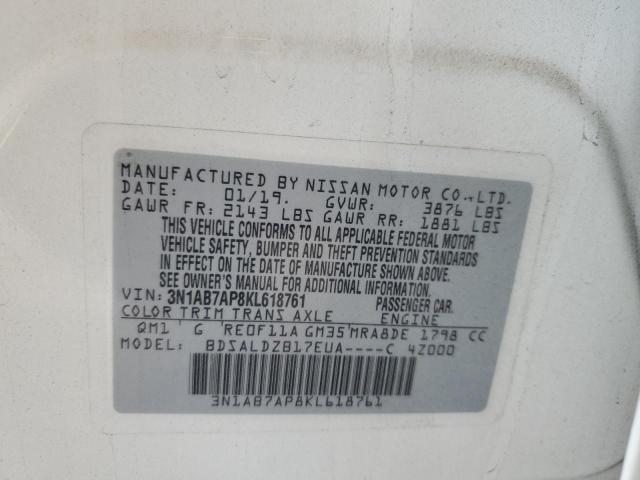 MANUFACTURED BY NISSAN MOTOR CO.,LTD.
DATE: 01/19. GVWR: 3876 LBS
GAWR FR: 2143 LBS GAWR RR: 1881 LBS
THIS VEHICLE CONFORMS TO ALL APPLICABLE FEDERAL MOTOR
VEHICLE SAFETY, BUMPER AND THEFT PREVENTION STANDARDS
IN EFFECT ON THE DATE OF MANUFACTURE SHOWN ABOVE.
SEE OWNER'S MANUAL FOR ADDITIONAL INFORMATION
VIN: 3N1AB7AP8KL618761 PASSENGER CAR.
COLOR TRIM TRANS AXLE ENGINE
QM1 G RE0F11A GM35 MRA8DE 1798 CC
MODEL: BDSALDZB17EUA----C 4Z000
3N1AB7AP8KL618761